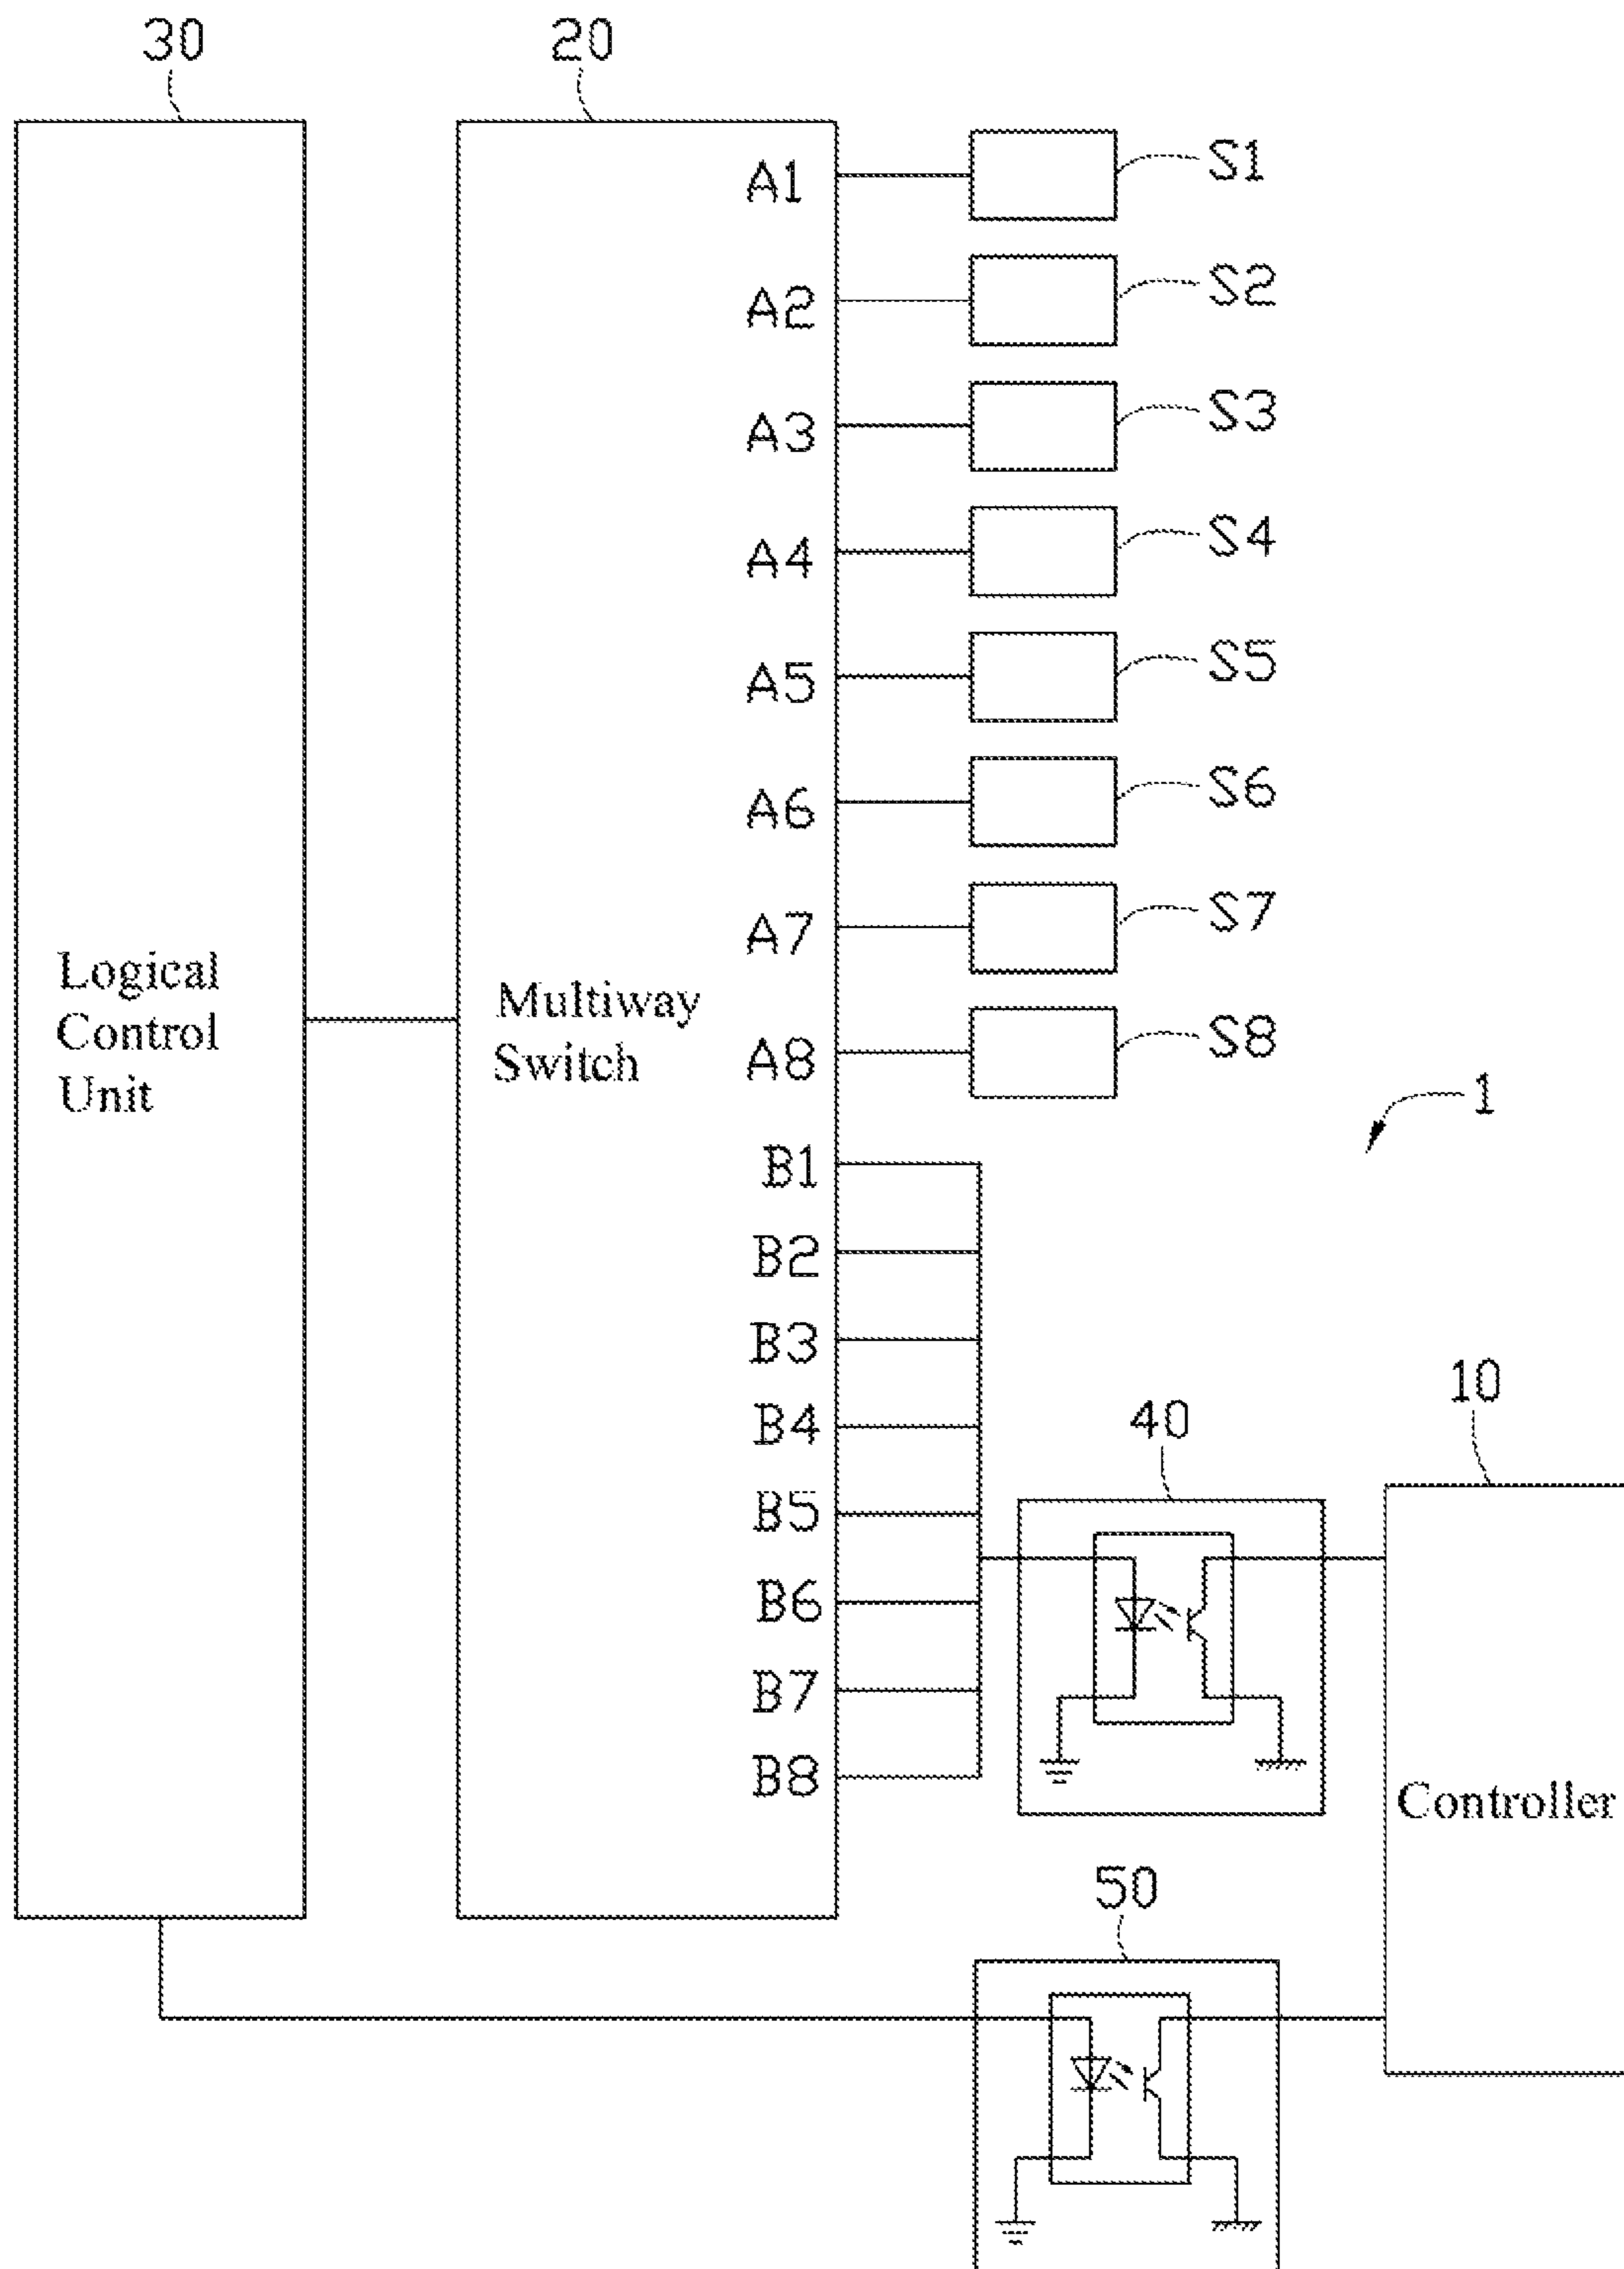 30
20
A1
S1
A2
S2
A3
S3
A4
S4
A5
S5
A6
S6
A7
S7
A8
S8
Logical
Control
Unit
Multiway
Switch
1
B1
B2
B3
B4
B5
B6
B7
B8
40
10
Controller
50